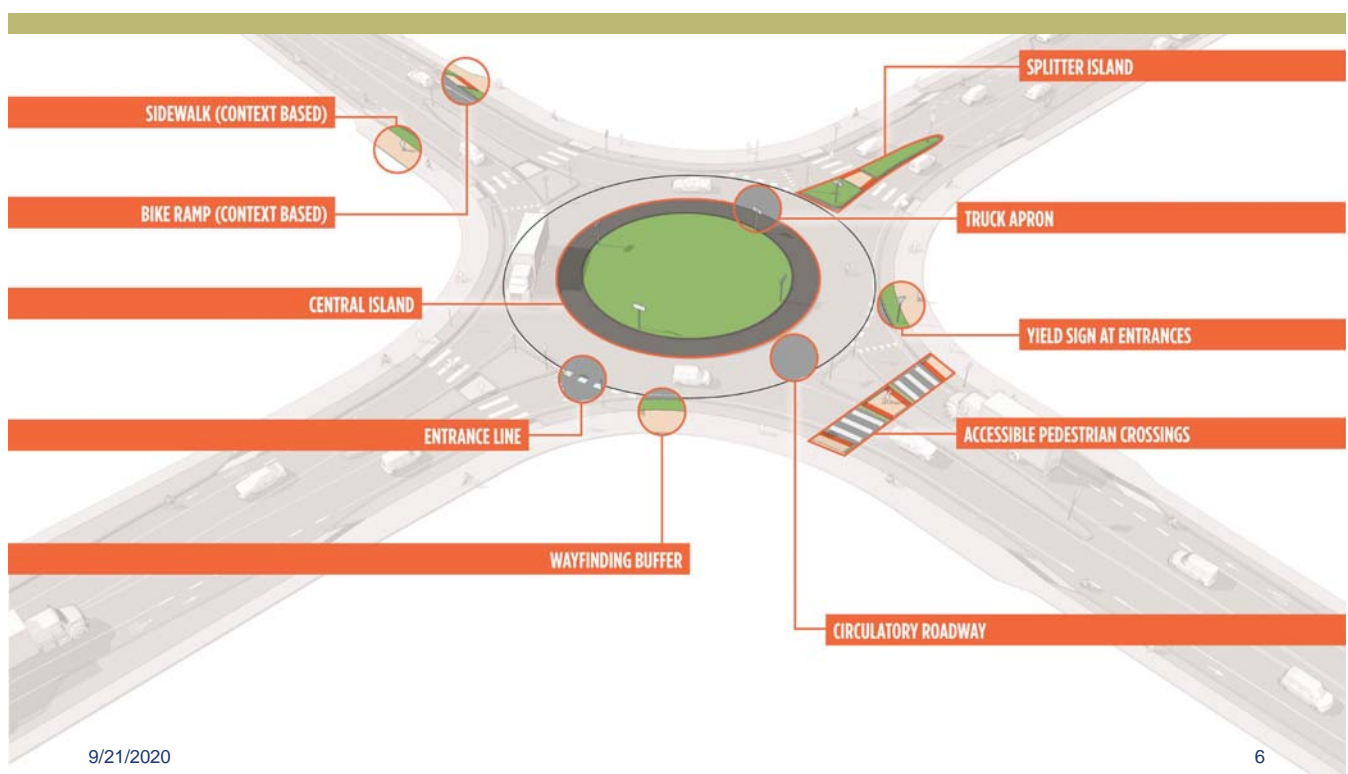 SPLITTER ISLAND
SIDEWALK (CONTEXT BASED)
BIKE RAMP (CONTEXT BASED)
TRUCK APRON
CENTRAL ISLAND
YIELD SIGN AT ENTRANCES
ENTRANCE LINE
ACCESSIBLE PEDESTRIAN CROSSINGS
WAYFINDING BUFFER
CIRCULATORY ROADWAY
9/21/2020
6